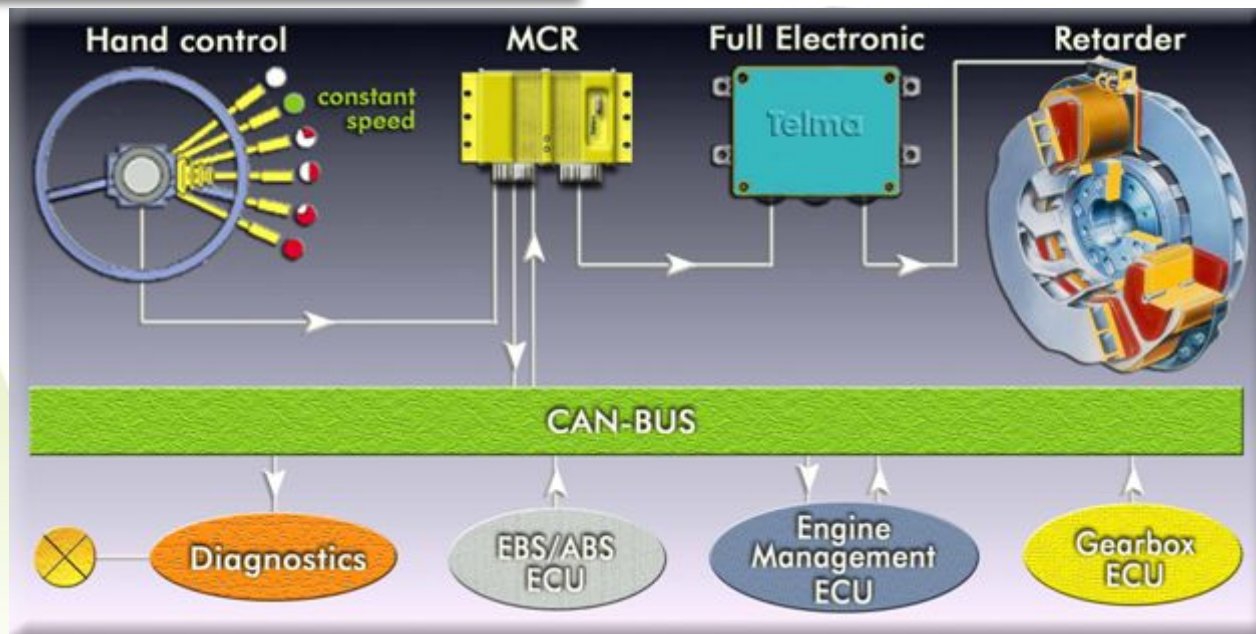 Hand control
MCR
Full Electronic
Retarder
constant
speed
Telma
CAN-BUS
Diagnostics
EBS/ABS
ECU
Engine
Management
ECU
Gearbox
ECU